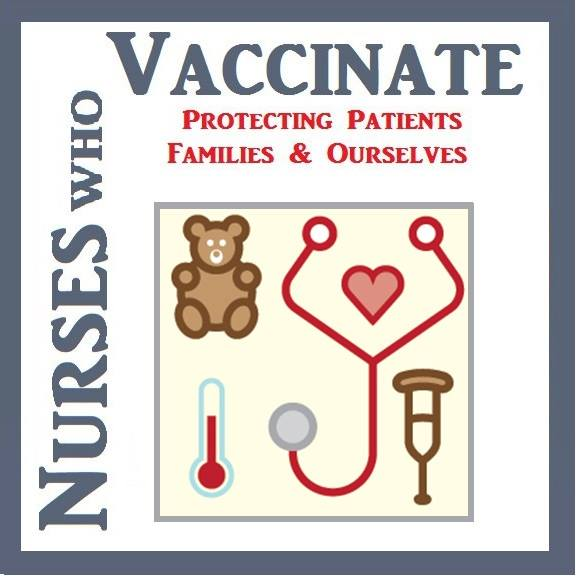 NURSES WHO
VACCINATE
PROTECTING PATIENTS
FAMILIES & OURSELVES